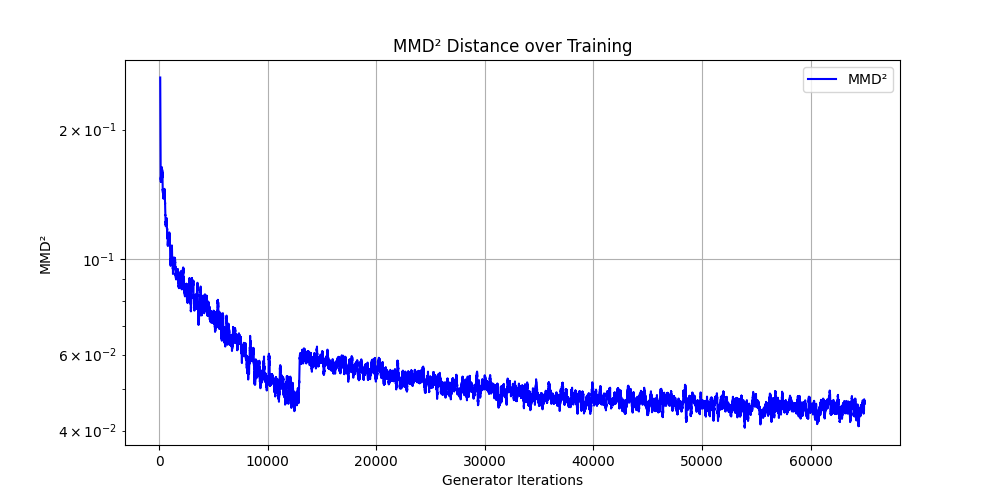 MMD² Distance over Training
MMD²
2 × 10⁻¹
10⁻¹
6 × 10⁻²
4 × 10⁻²
MMD²
0 10000 20000 30000 40000 50000 60000
Generator Iterations